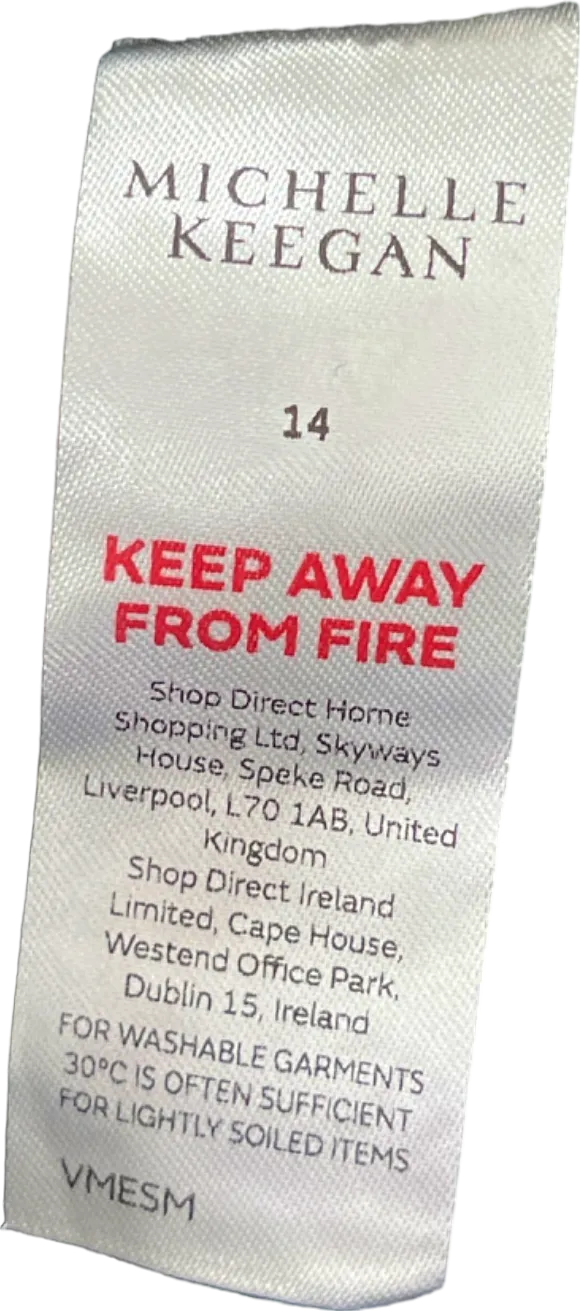 MICHELLE
KEEGAN
14
KEEP AWAY
FROM FIRE
Shop Direct Home
Shopping Ltd, Skyways
House, Speke Road,
Liverpool, L70 1AB, United
Kingdom
Shop Direct Ireland
Limited, Cape House,
Westend Office Park,
Dublin 15, Ireland
FOR WASHABLE GARMENTS
30°C IS OFTEN SUFFICIENT
FOR LIGHTLY SOILED ITEMS
VMESM